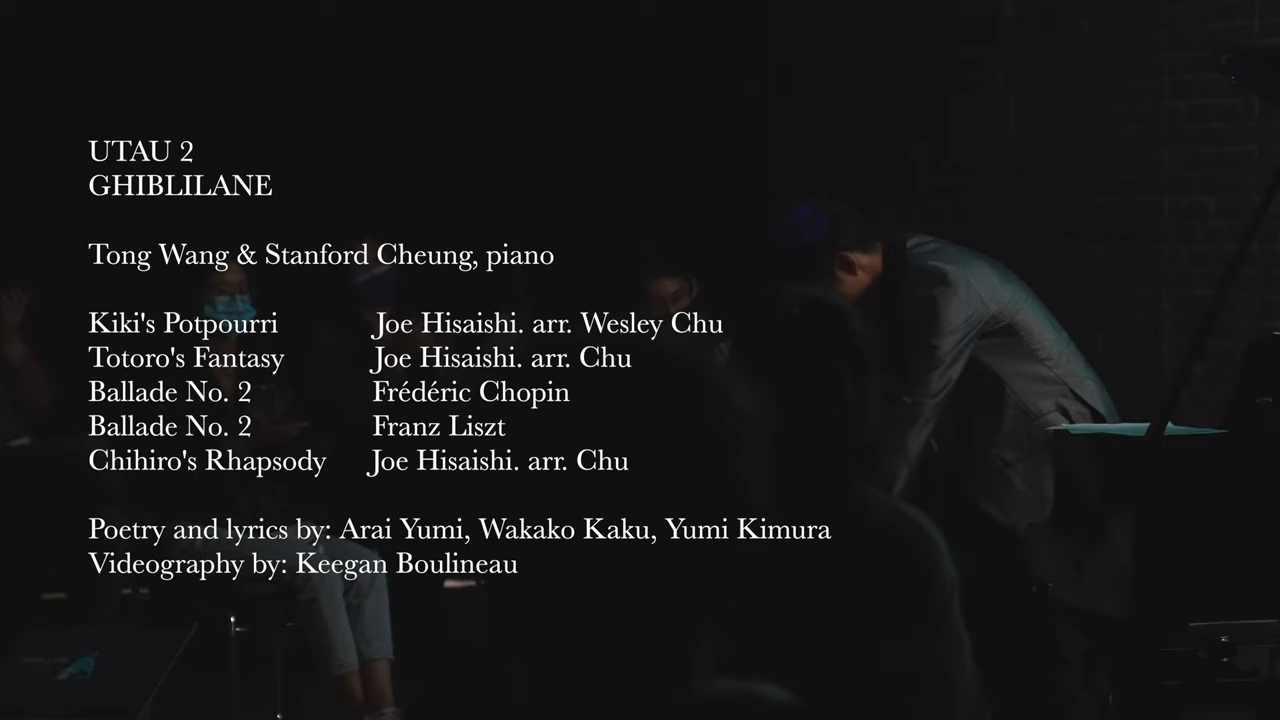 UTAU 2
GHIBLILANE
Tong Wang & Stanford Cheung, piano
Kiki's Potpourri Joe Hisaishi. arr. Wesley Chu
Totoro's Fantasy Joe Hisaishi. arr. Chu
Ballade No. 2 Frédéric Chopin
Ballade No. 2 Franz Liszt
Chihiro's Rhapsody Joe Hisaishi. arr. Chu
Poetry and lyrics by: Arai Yumi, Wakako Kaku, Yumi Kimura
Videography by: Keegan Boulineau